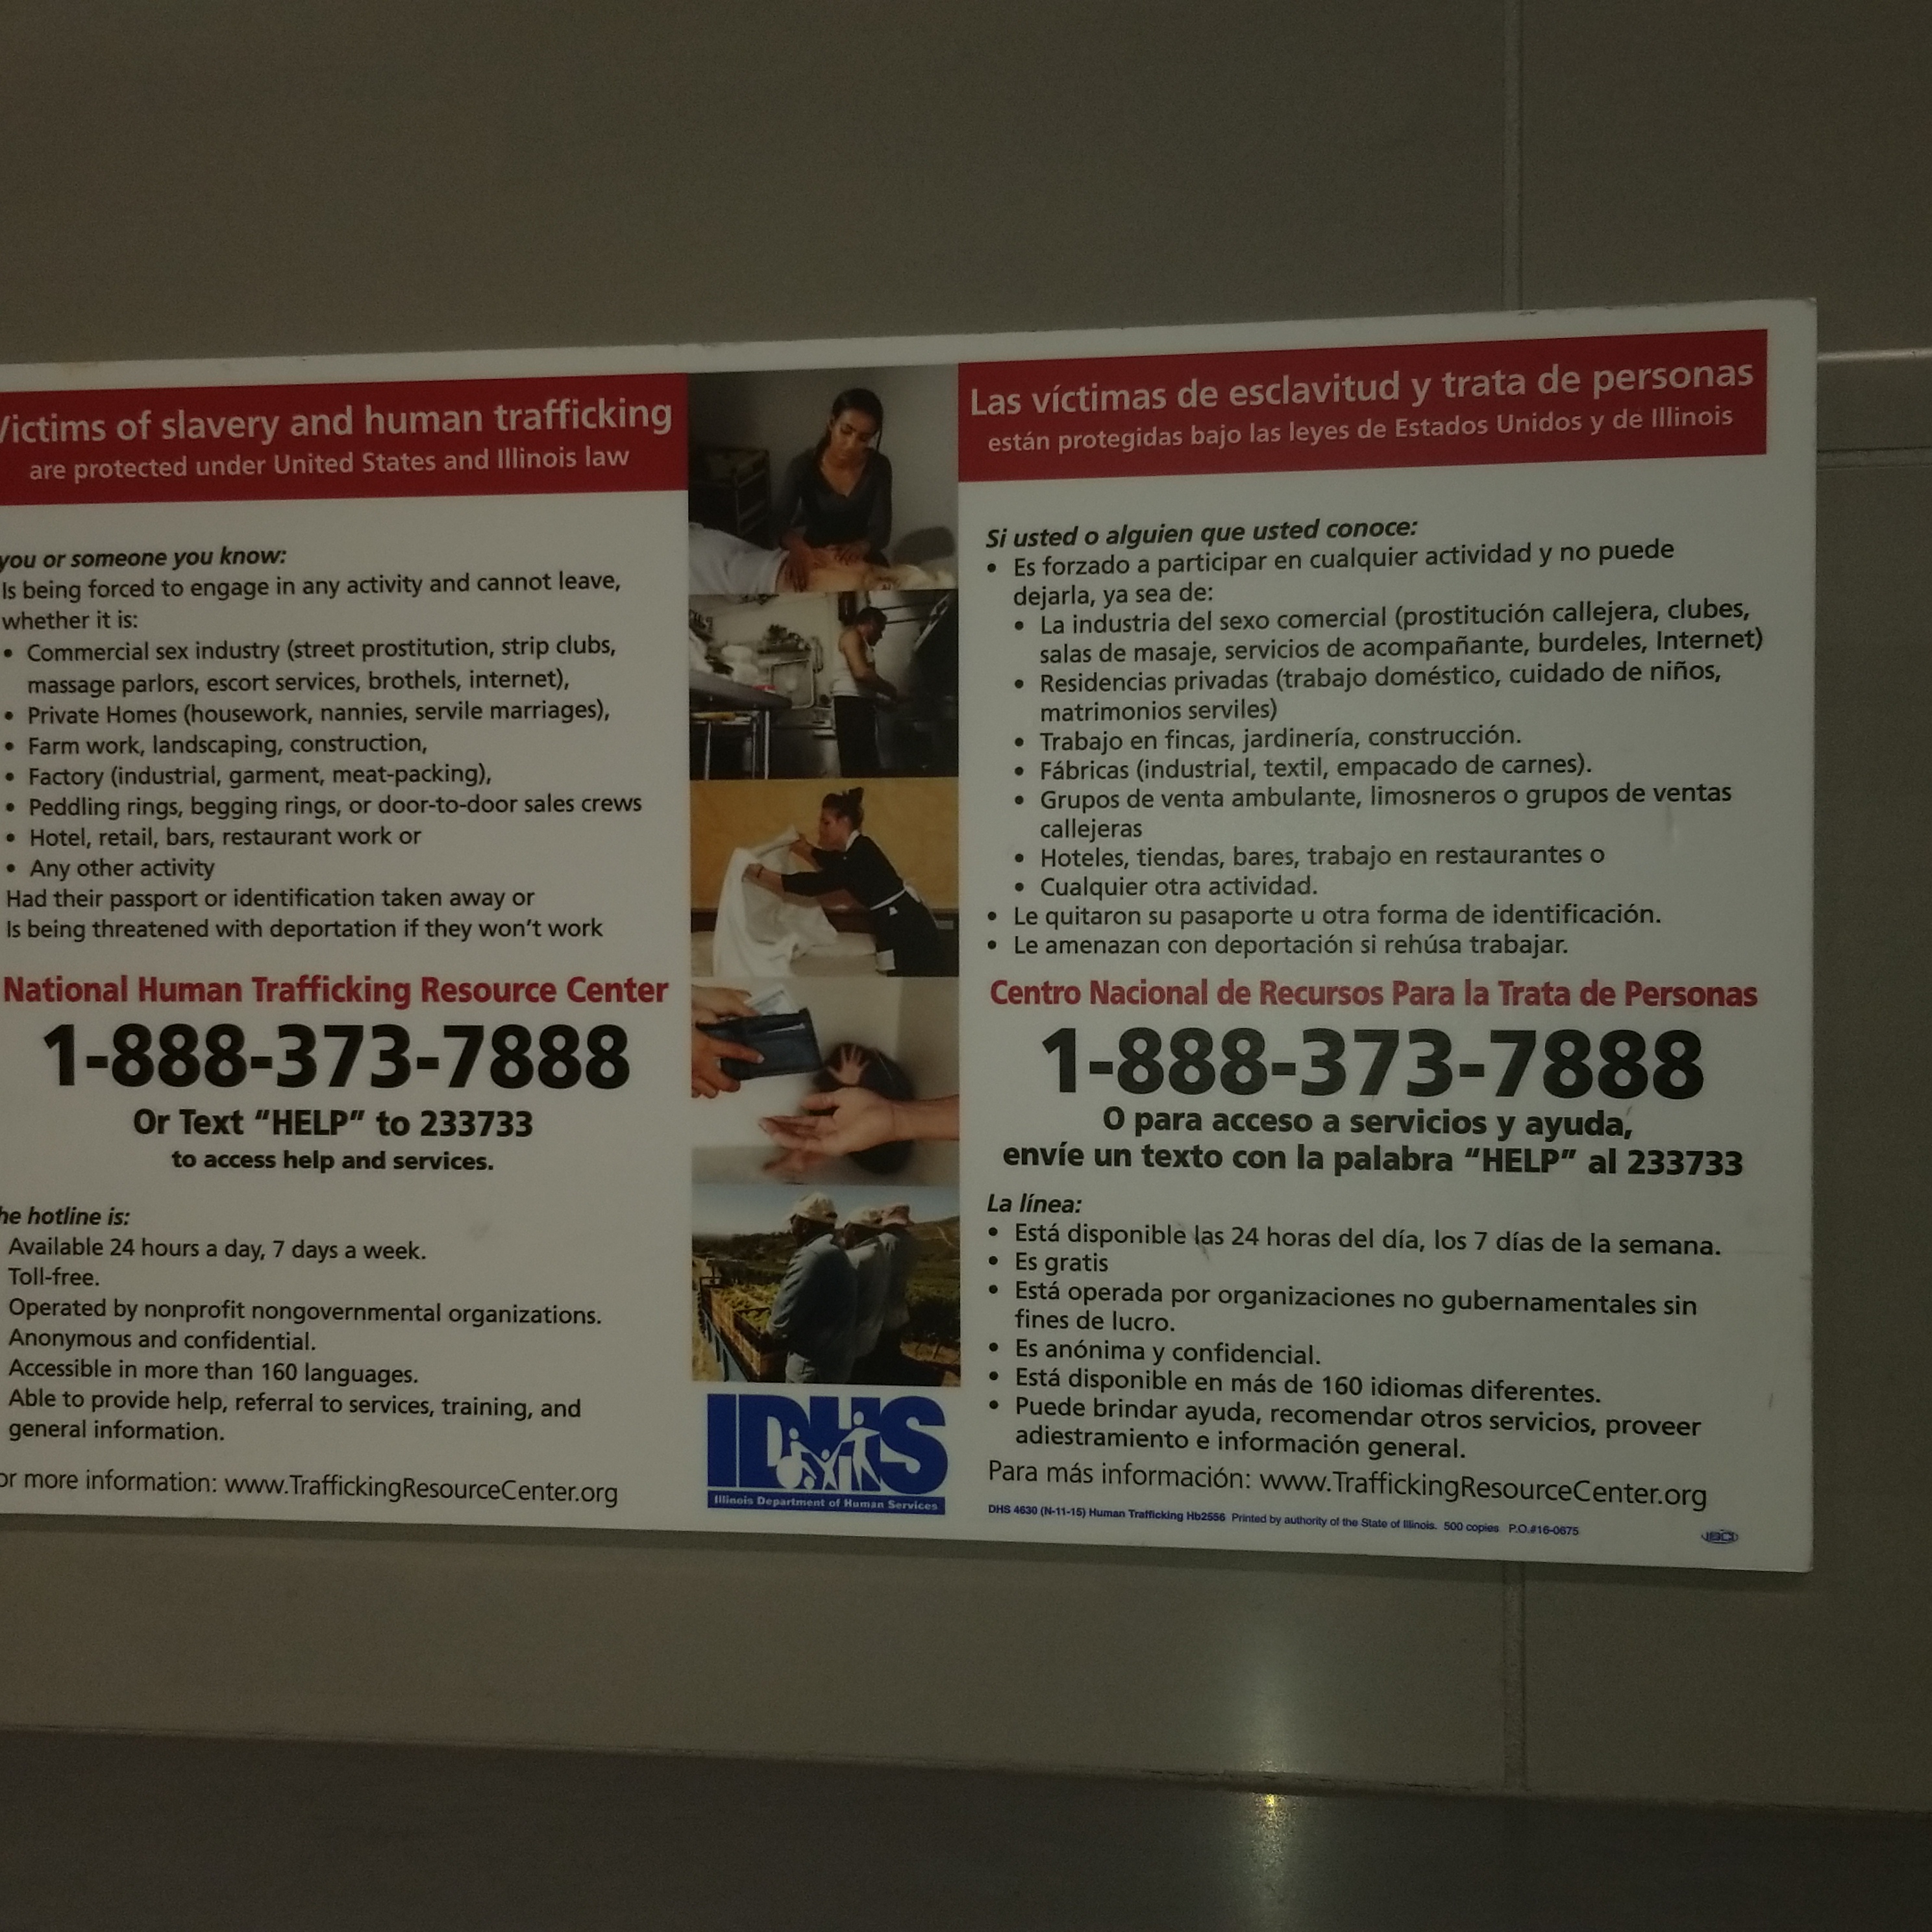 Victims of slavery and human trafficking
are protected under United States and Illinois law
you or someone you know:
Is being forced to engage in any activity and cannot leave,
whether it is:
• Commercial sex industry (street prostitution, strip clubs,
massage parlors, escort services, brothels, internet),
• Private Homes (housework, nannies, servile marriages),
• Farm work, landscaping, construction,
• Factory (industrial, garment, meat-packing),
• Peddling rings, begging rings, or door-to-door sales crews
• Hotel, retail, bars, restaurant work or
• Any other activity
Had their passport or identification taken away or
Is being threatened with deportation if they won't work
National Human Trafficking Resource Center
1-888-373-7888
Or Text "HELP" to 233733
to access help and services.
he hotline is:
Available 24 hours a day, 7 days a week.
Toll-free.
Operated by nonprofit nongovernmental organizations.
Anonymous and confidential.
Accessible in more than 160 languages.
Able to provide help, referral to services, training, and
general information.
or more information: www.TraffickingResourceCenter.org
IDHS
Illinois Department of Human Services
Las víctimas de esclavitud y trata de personas
están protegidas bajo las leyes de Estados Unidos y de Illinois
Si usted o alguien que usted conoce:
• Es forzado a participar en cualquier actividad y no puede
dejarla, ya sea de:
• La industria del sexo comercial (prostitución callejera, clubes,
salas de masaje, servicios de acompañante, burdeles, Internet)
• Residencias privadas (trabajo doméstico, cuidado de niños,
matrimonios serviles)
• Trabajo en fincas, jardinería, construcción.
• Fábricas (industrial, textil, empacado de carnes).
• Grupos de venta ambulante, limosneros o grupos de ventas
callejeras
• Hoteles, tiendas, bares, trabajo en restaurantes o
• Cualquier otra actividad.
• Le quitaron su pasaporte u otra forma de identificación.
• Le amenazan con deportación si rehúsa trabajar.
Centro Nacional de Recursos Para la Trata de Personas
1-888-373-7888
O para acceso a servicios y ayuda,
envíe un texto con la palabra "HELP" al 233733
La línea:
• Está disponible las 24 horas del día, los 7 días de la semana.
• Es gratis
• Está operada por organizaciones no gubernamentales sin
fines de lucro.
• Es anónima y confidencial.
• Está disponible en más de 160 idiomas diferentes.
• Puede brindar ayuda, recomendar otros servicios, proveer
adiestramiento e información general.
Para más información: www.TraffickingResourceCenter.org
DHS 4630 (N-11-15) Human Trafficking Hb2556 Printed by authority of the State of Illinois. 500 copies P.O.#16-0675